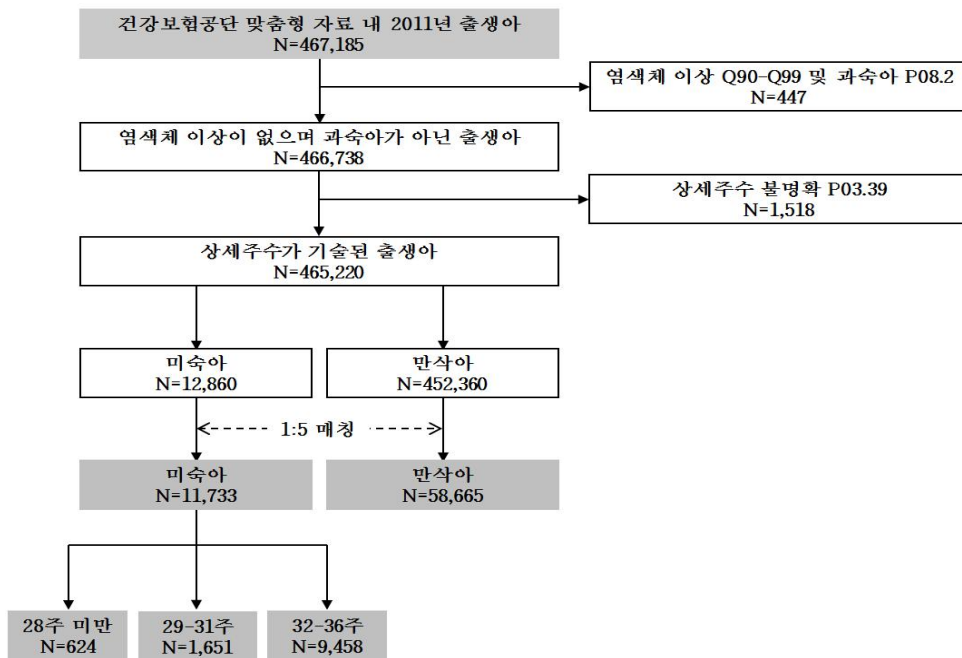 건강보험공단 맞춤형 자료 내 2011년 출생아
N=467,185
염색체 이상 Q90-Q99 및 과숙아 P08.2
N=447
염색체 이상이 없으며 과숙아가 아닌 출생아
N=466,738
상세주수 불명확 P03.39
N=1,518
상세주수가 기술된 출생아
N=465,220
미숙아
N=12,860
만삭아
N=452,360
1:5 매칭
미숙아
N=11,733
만삭아
N=58,665
28주 미만
N=624
29-31주
N=1,651
32-36주
N=9,458